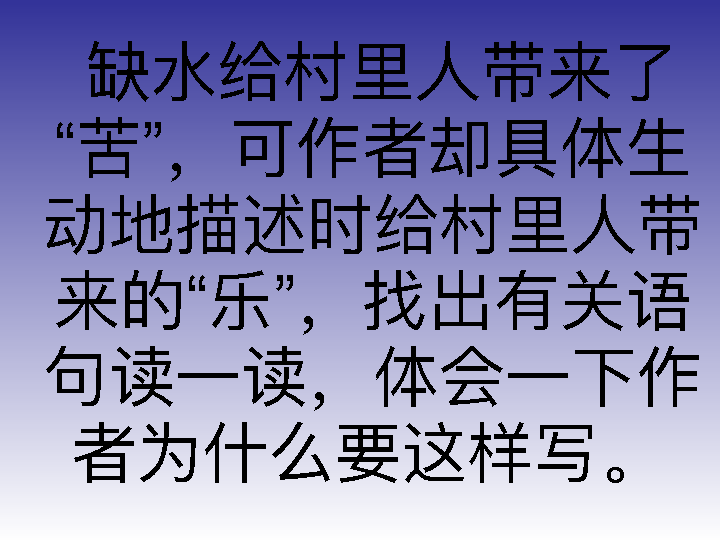 缺水给村里人带来了
“苦”，可作者却具体生
动地描述时给村里人带
来的“乐”，找出有关语
句读一读，体会一下作
者为什么要这样写。